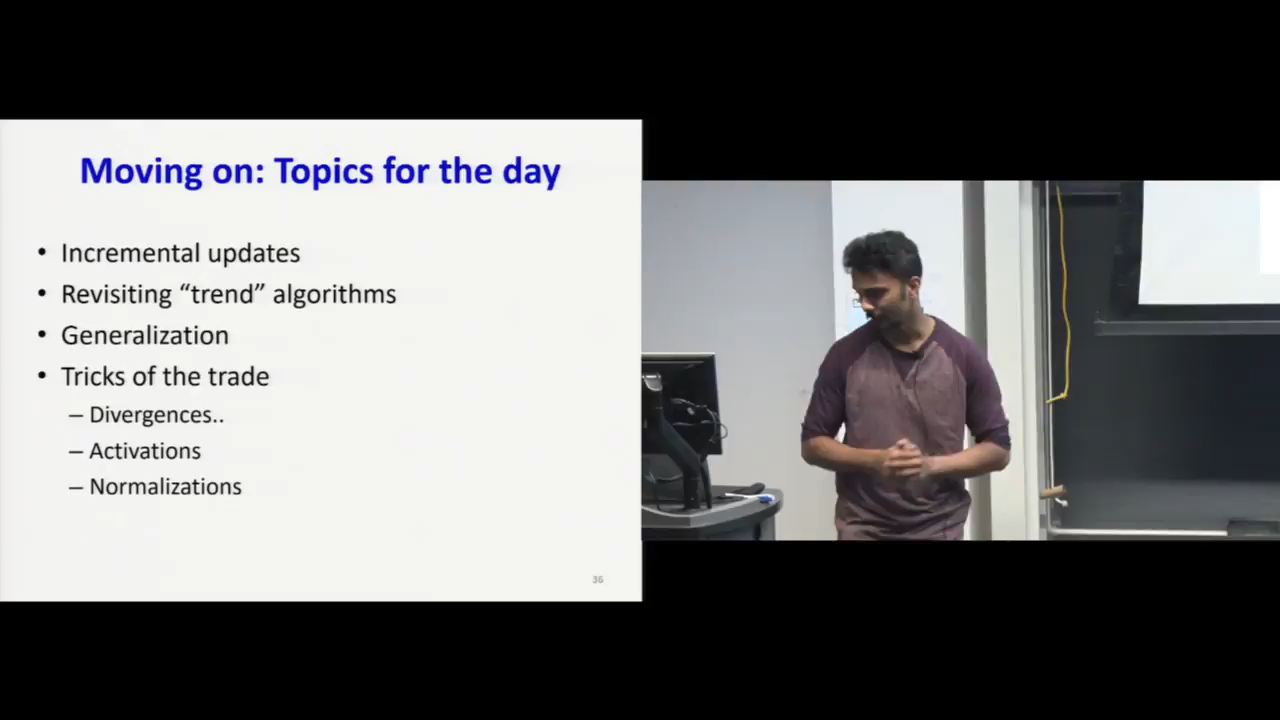 Moving on: Topics for the day
• Incremental updates
• Revisiting “trend” algorithms
• Generalization
• Tricks of the trade
– Divergences..
– Activations
– Normalizations
36